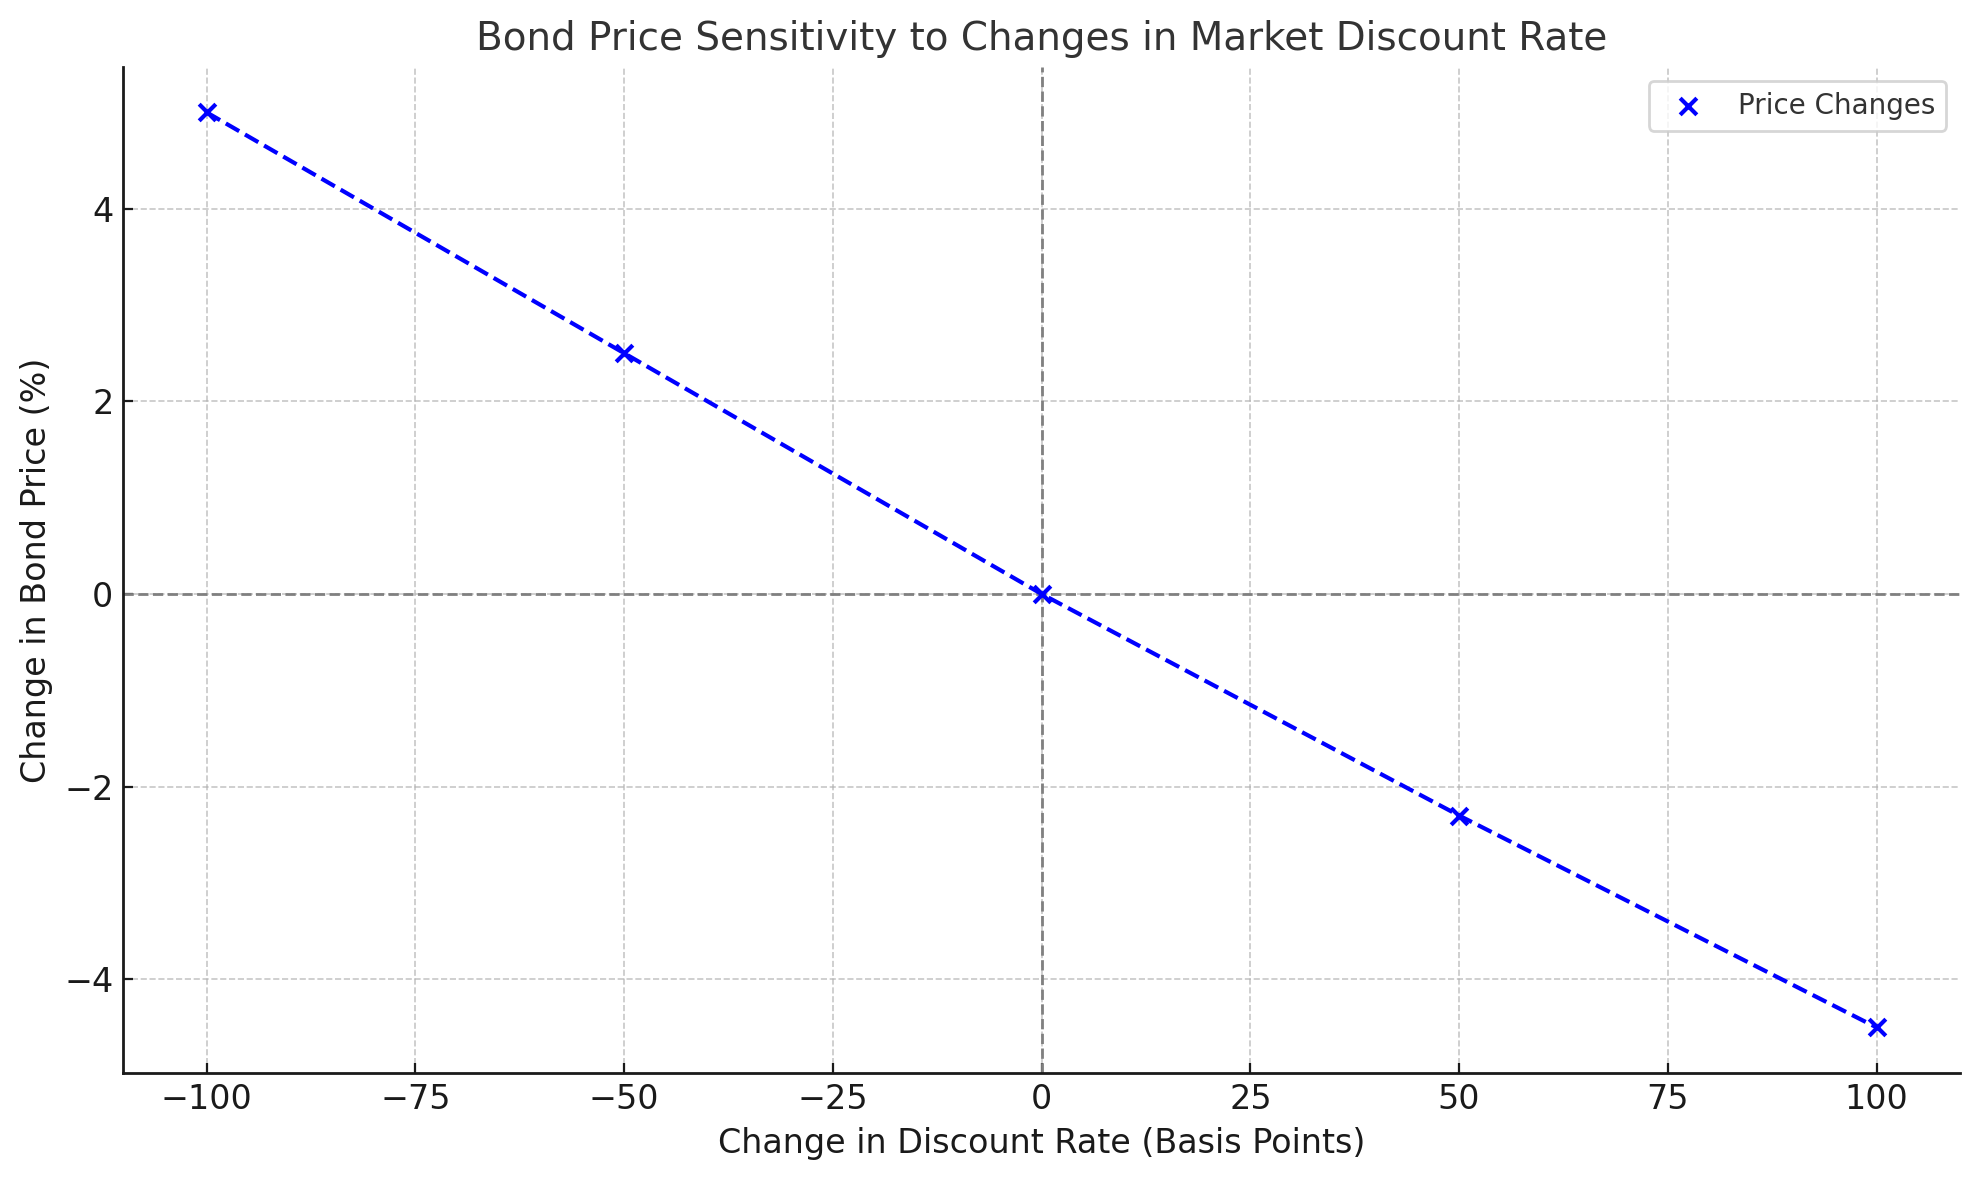 Bond Price Sensitivity to Changes in Market Discount Rate
Price Changes
Change in Bond Price (%)
4
2
0
−2
−4
−100 −75 −50 −25 0 25 50 75 100
Change in Discount Rate (Basis Points)